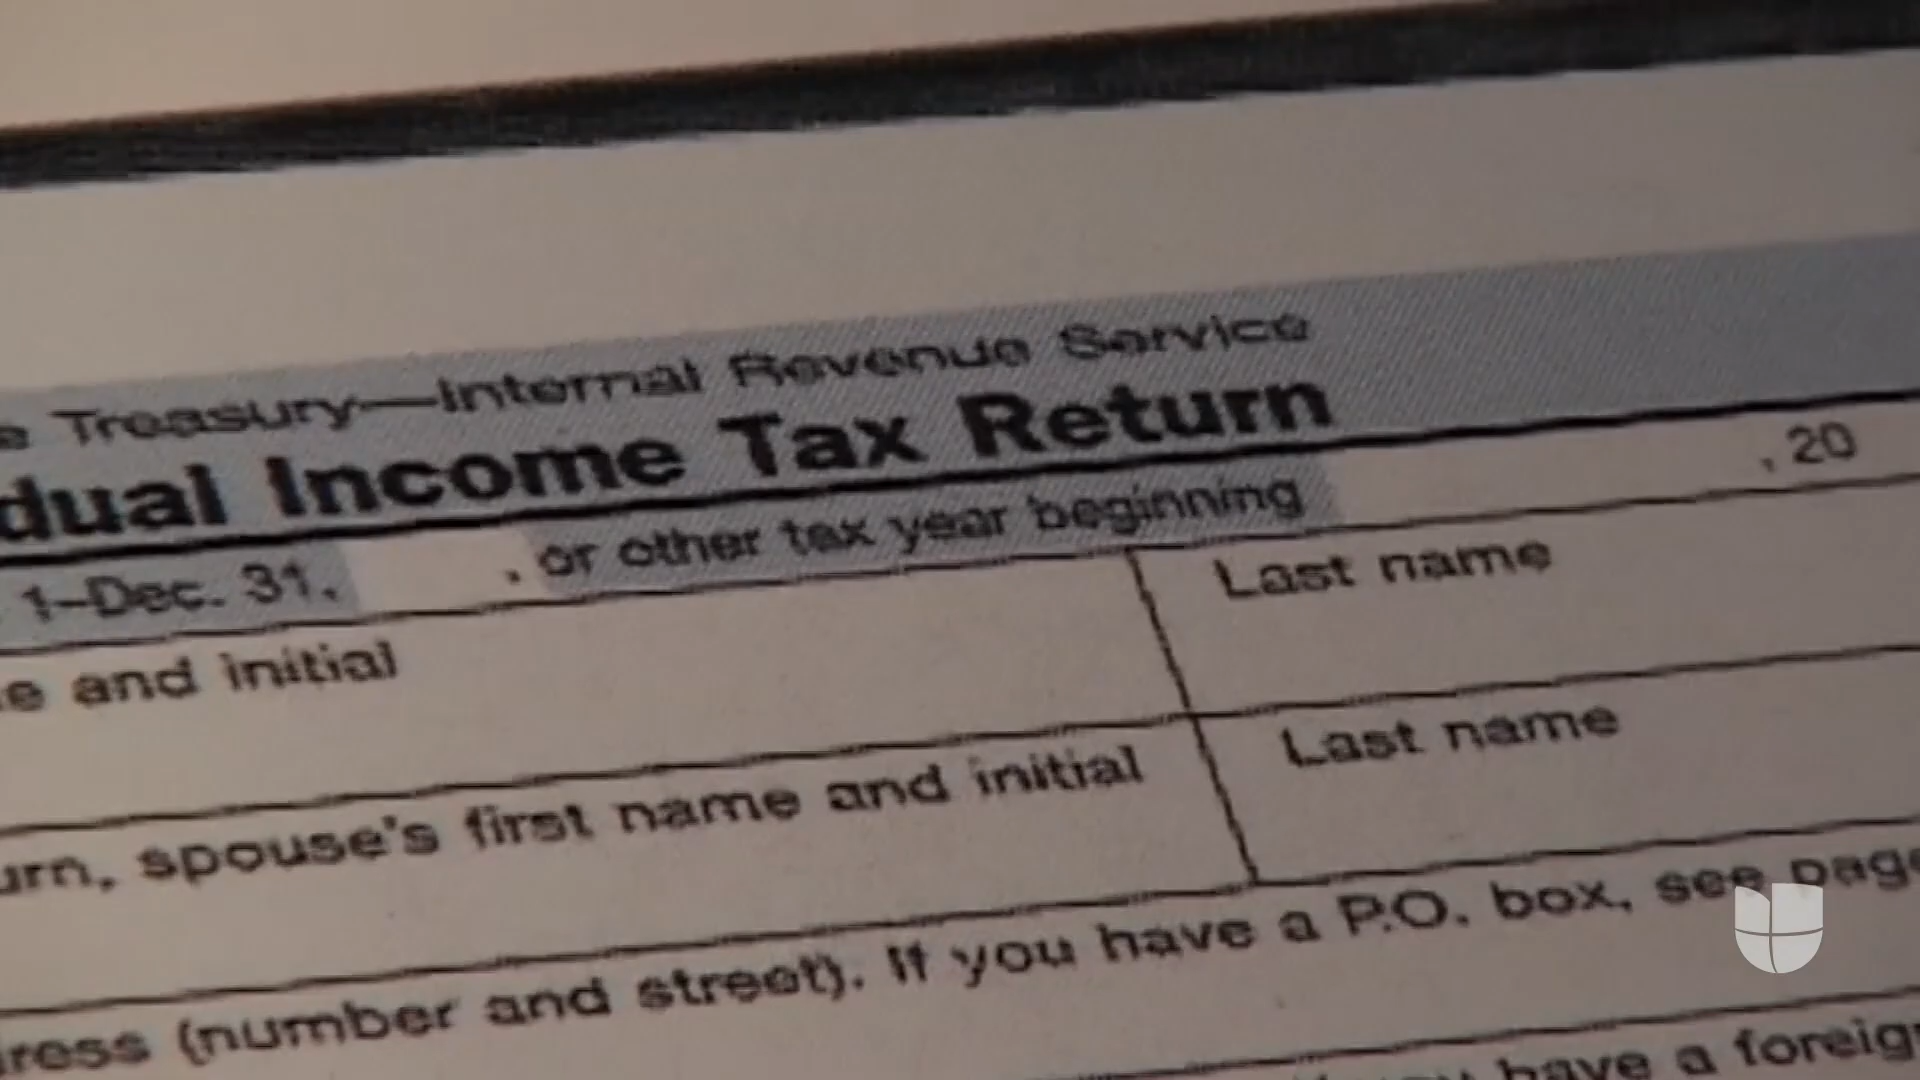 e Treasury—Internal Revenue Service
dual Income Tax Return
1–Dec. 31, , or other tax year beginning , 20
e and initial Last name
urn, spouse's first name and initial Last name
ress (number and street). If you have a P.O. box, see page
have a foreign